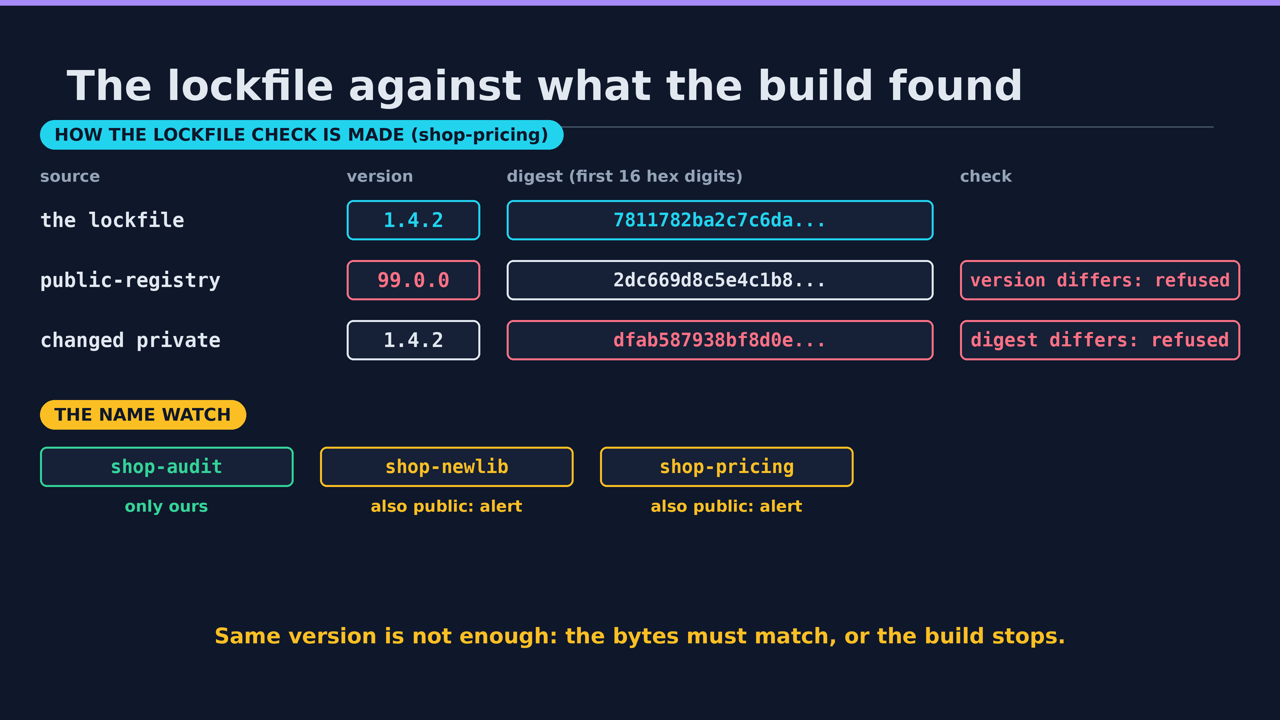 The lockfile against what the build found
HOW THE LOCKFILE CHECK IS MADE (shop-pricing)
source version digest (first 16 hex digits) check
the lockfile 1.4.2 7811782ba2c7c6da...
public-registry 99.0.0 2dc669d8c5e4c1b8... version differs: refused
changed private 1.4.2 dfab587938bf8d0e... digest differs: refused
THE NAME WATCH
shop-audit shop-newlib shop-pricing
only ours also public: alert also public: alert
Same version is not enough: the bytes must match, or the build stops.